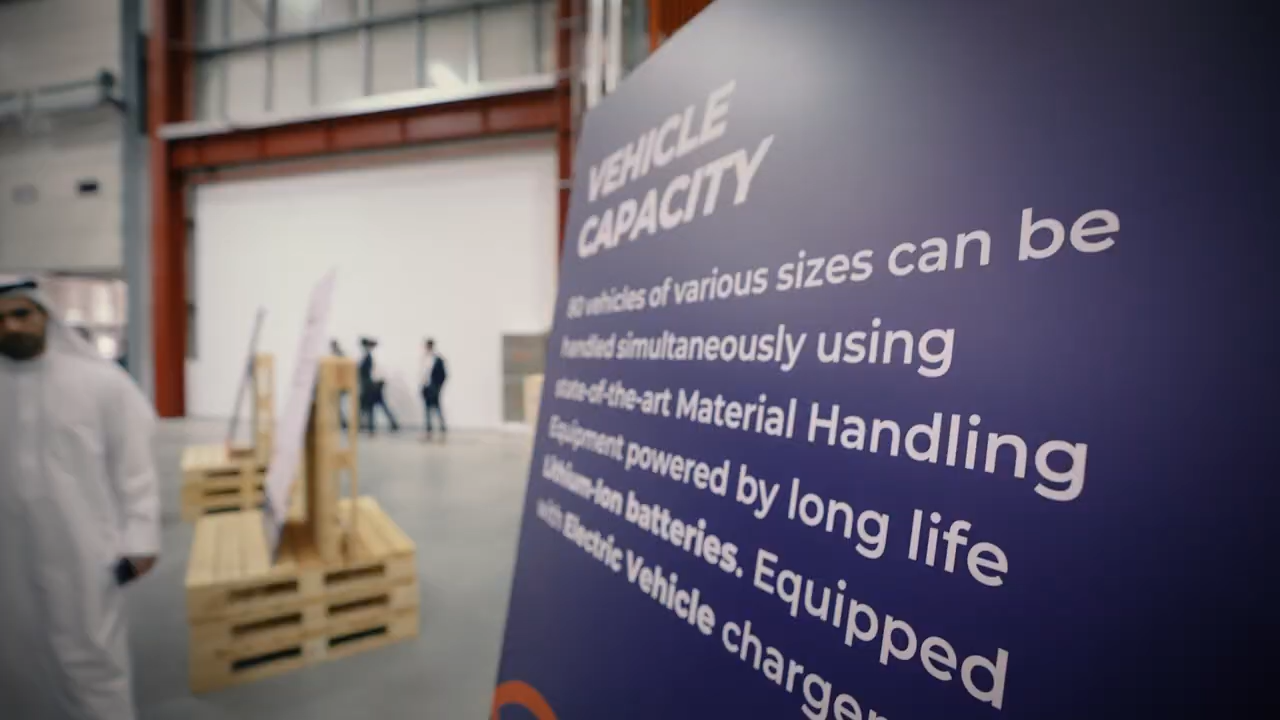 VEHICLE
CAPACITY
80 vehicles of various sizes can be
handled simultaneously using
state-of-the-art Material Handling
Equipment powered by long life
Lithium-Ion batteries. Equipped
with Electric Vehicle charger